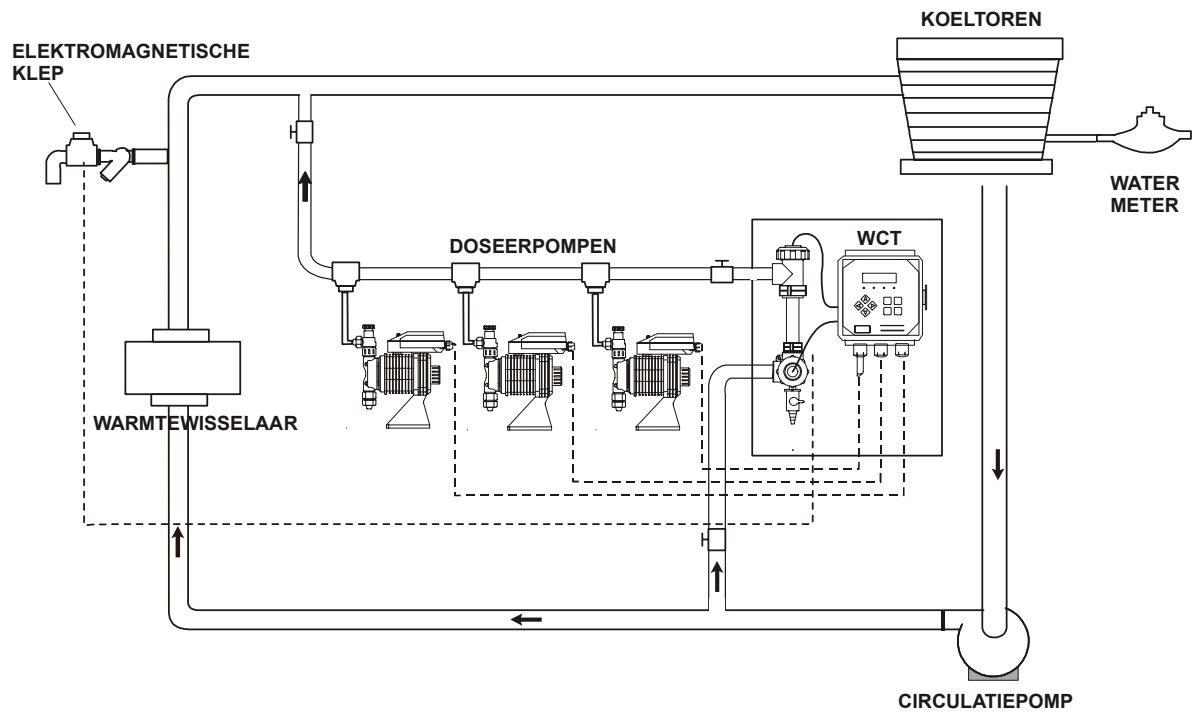 KOELTOREN
ELEKTROMAGNETISCHE
KLEP
WATER
METER
WCT
DOSEERPOMPEN
WARMTEWISSELAAR
CIRCULATIEPOMP